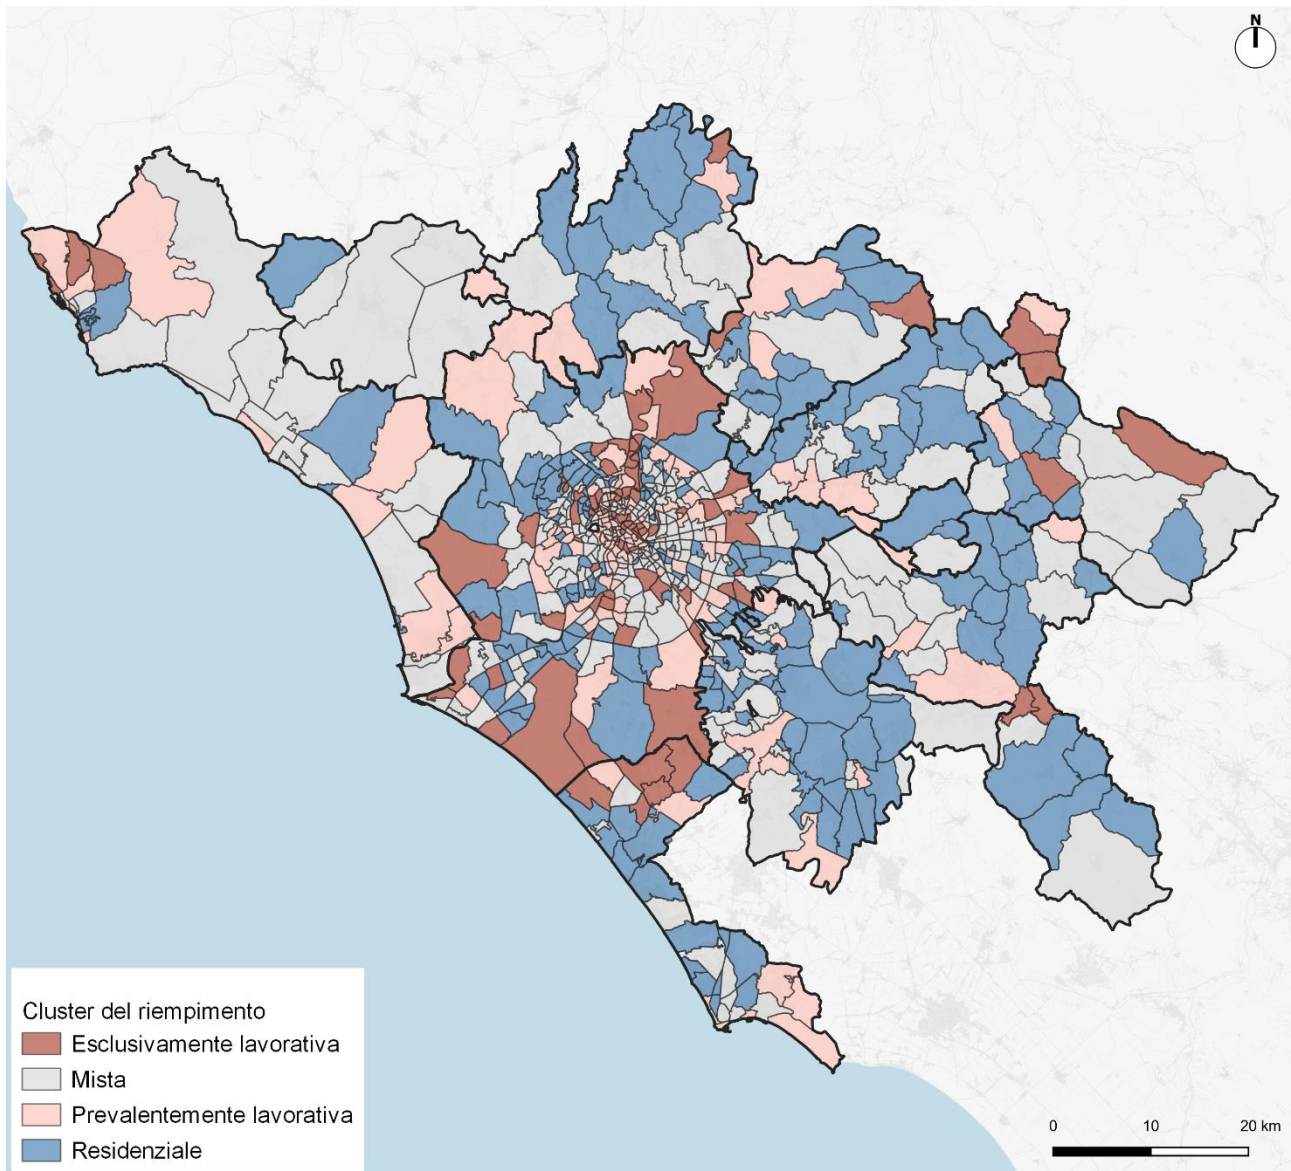 N
Cluster del riempimento
Esclusivamente lavorativa
Mista
Prevalentemente lavorativa
Residenziale
0 10 20 km